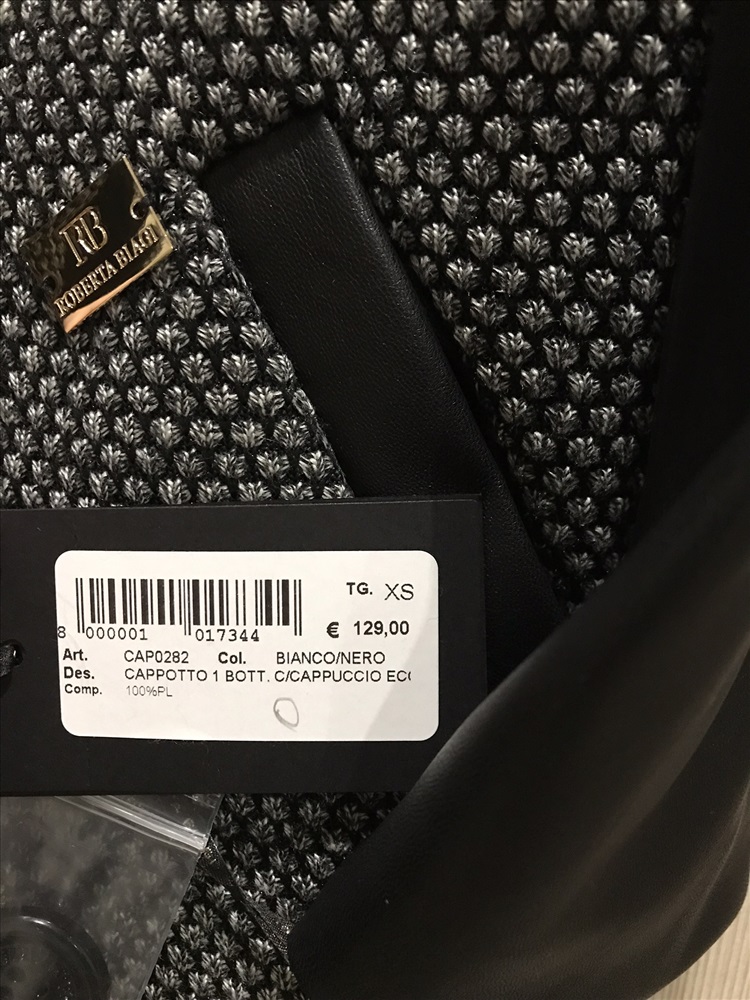 RB
ROBERTA BIAGI
TG. XS
8 000001 017344
€ 129,00
Art. CAP0282 Col. BIANCO/NERO
Des. CAPPOTTO 1 BOTT. C/CAPPUCCIO EC
Comp. 100%PL